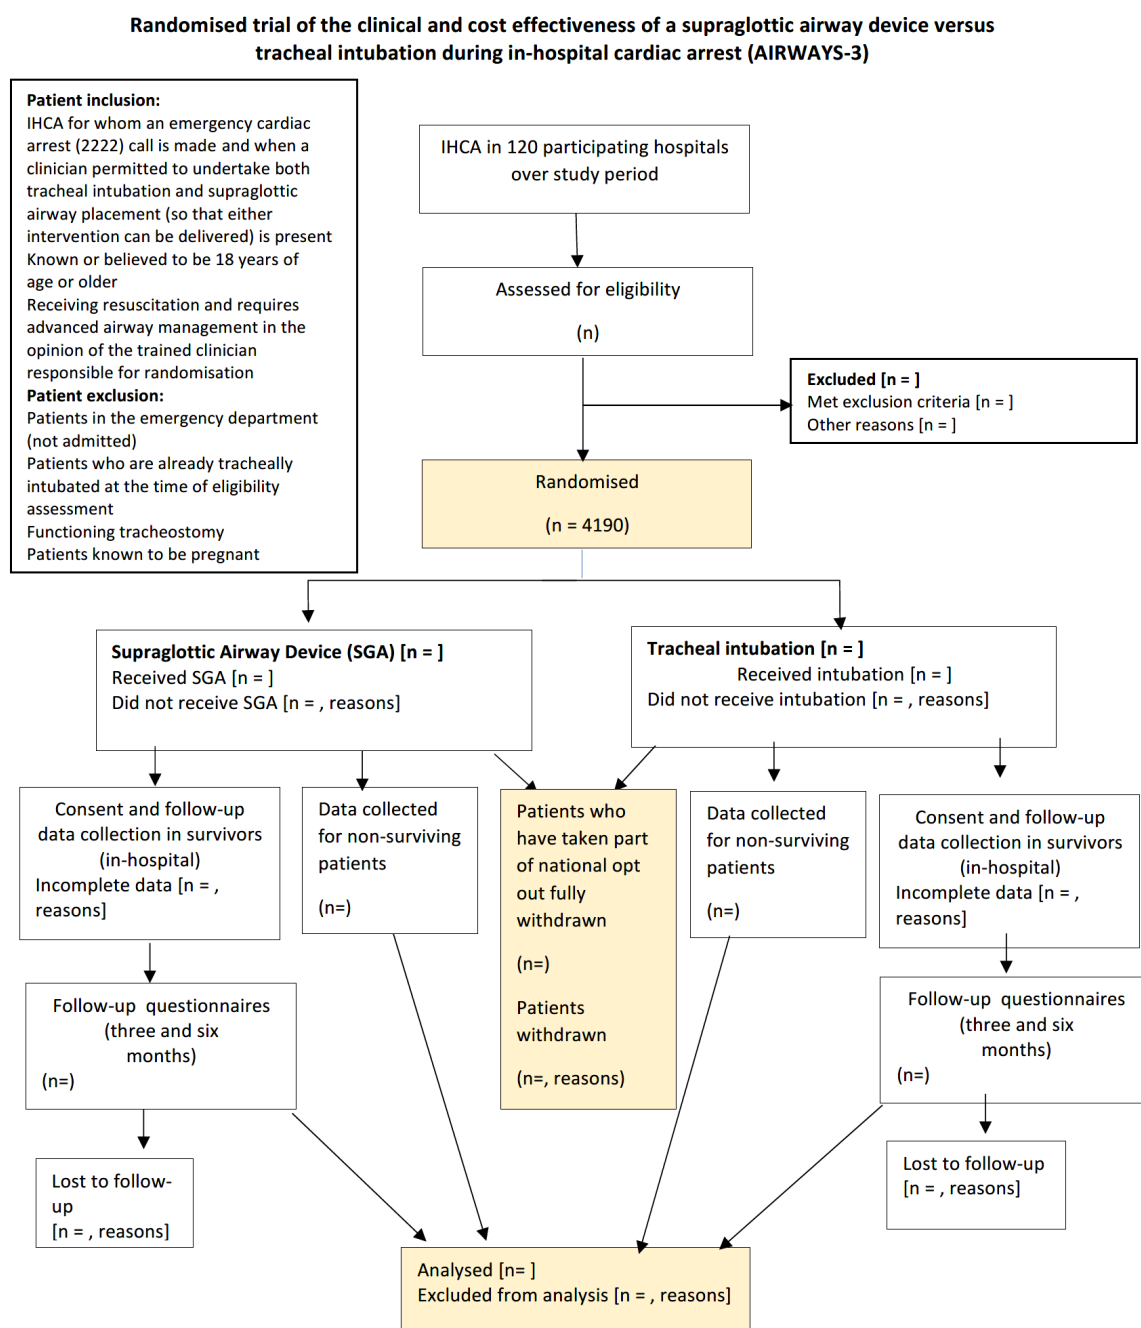 Randomised trial of the clinical and cost effectiveness of a supraglottic airway device versus
tracheal intubation during in-hospital cardiac arrest (AIRWAYS-3)
Patient inclusion:
IHCA for whom an emergency cardiac
arrest (2222) call is made and when a
clinician permitted to undertake both
tracheal intubation and supraglottic
airway placement (so that either
intervention can be delivered) is present
Known or believed to be 18 years of
age or older
Receiving resuscitation and requires
advanced airway management in the
opinion of the trained clinician
responsible for randomisation
Patient exclusion:
Patients in the emergency department
(not admitted)
Patients who are already tracheally
intubated at the time of eligibility
assessment
Functioning tracheostomy
Patients known to be pregnant
IHCA in 120 participating hospitals
over study period
Assessed for eligibility
(n)
Excluded [n = ]
Met exclusion criteria [n = ]
Other reasons [n = ]
Randomised
(n = 4190)
Supraglottic Airway Device (SGA) [n = ]
Received SGA [n = ]
Did not receive SGA [n = , reasons]
Tracheal intubation [n = ]
Received intubation [n = ]
Did not receive intubation [n = , reasons]
Consent and follow-up
data collection in survivors
(in-hospital)
Incomplete data [n = ,
reasons]
Data collected
for non-surviving
patients
(n=)
Patients who
have taken part
of national opt
out fully
withdrawn
(n=)
Patients
withdrawn
(n=, reasons)
Data collected
for non-surviving
patients
(n=)
Consent and follow-up
data collection in survivors
(in-hospital)
Incomplete data [n = ,
reasons]
Follow-up questionnaires
(three and six
months)
(n=)
Follow-up questionnaires
(three and six
months)
(n=)
Lost to follow-
up
[n = , reasons]
Lost to follow-up
[n = , reasons]
Analysed [n= ]
Excluded from analysis [n = , reasons]